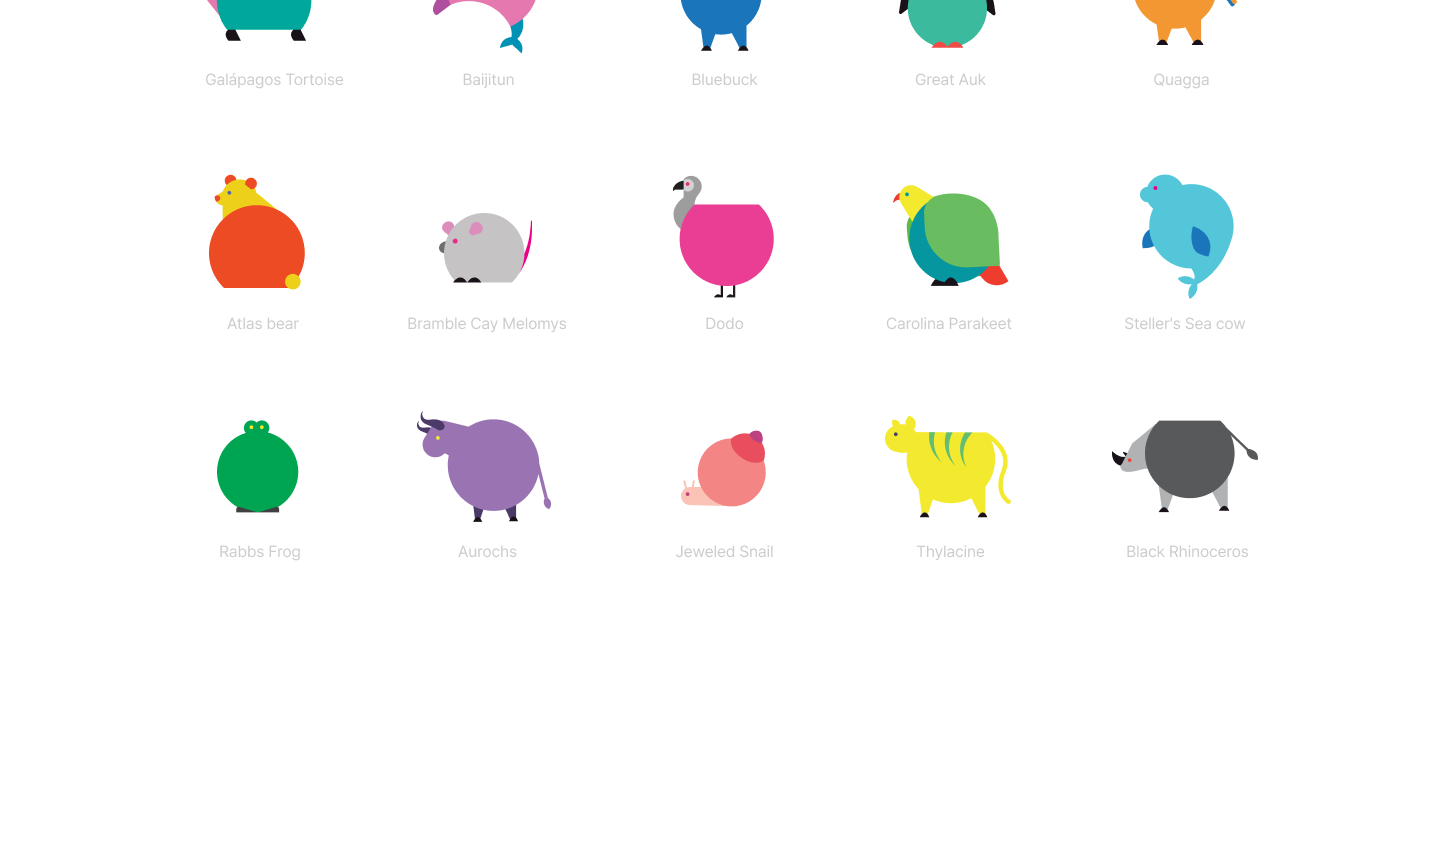 Galápagos Tortoise
Baijitun
Bluebuck
Great Auk
Quagga
Atlas bear
Bramble Cay Melomys
Dodo
Carolina Parakeet
Steller's Sea cow
Rabbs Frog
Aurochs
Jeweled Snail
Thylacine
Black Rhinoceros